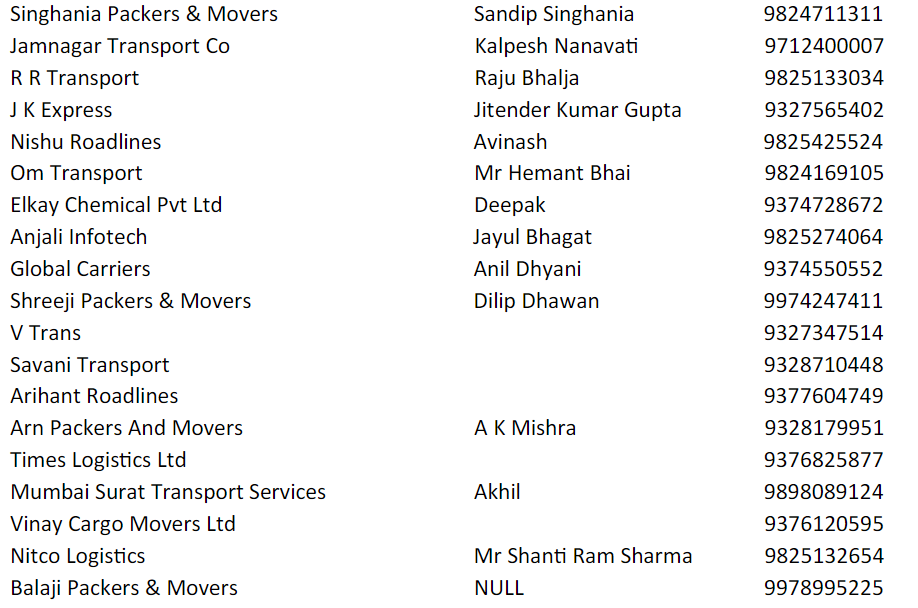 Singhania Packers & Movers Sandip Singhania 9824711311
Jamnagar Transport Co Kalpesh Nanavati 9712400007
R R Transport Raju Bhalja 9825133034
J K Express Jitender Kumar Gupta 9327565402
Nishu Roadlines Avinash 9825425524
Om Transport Mr Hemant Bhai 9824169105
Elkay Chemical Pvt Ltd Deepak 9374728672
Anjali Infotech Jayul Bhagat 9825274064
Global Carriers Anil Dhyani 9374550552
Shreeji Packers & Movers Dilip Dhawan 9974247411
V Trans 9327347514
Savani Transport 9328710448
Arihant Roadlines 9377604749
Arn Packers And Movers A K Mishra 9328179951
Times Logistics Ltd 9376825877
Mumbai Surat Transport Services Akhil 9898089124
Vinay Cargo Movers Ltd 9376120595
Nitco Logistics Mr Shanti Ram Sharma 9825132654
Balaji Packers & Movers NULL 9978995225